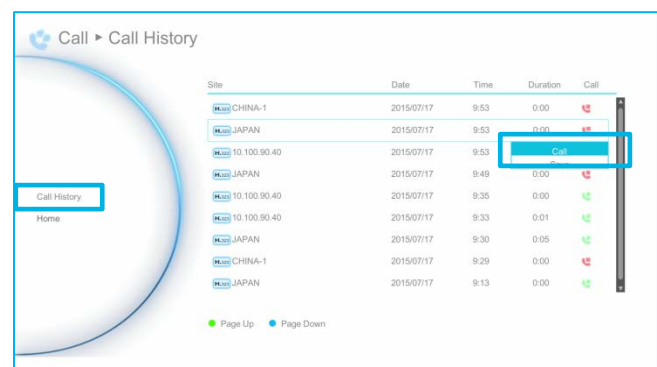 Call ▸ Call History
Site Date Time Duration Call
H.323 CHINA-1 2015/07/17 9:53 0:00
H.323 JAPAN 2015/07/17 9:53 0:00
H.323 10.100.90.40 2015/07/17 9:53 Call
H.323 JAPAN 2015/07/17 9:49 0:00
Call History H.323 10.100.90.40 2015/07/17 9:35 0:00
Home H.323 10.100.90.40 2015/07/17 9:33 0:01
H.323 JAPAN 2015/07/17 9:30 0:05
H.323 CHINA-1 2015/07/17 9:29 0:00
H.323 JAPAN 2015/07/17 9:13 0:00
Page Up Page Down